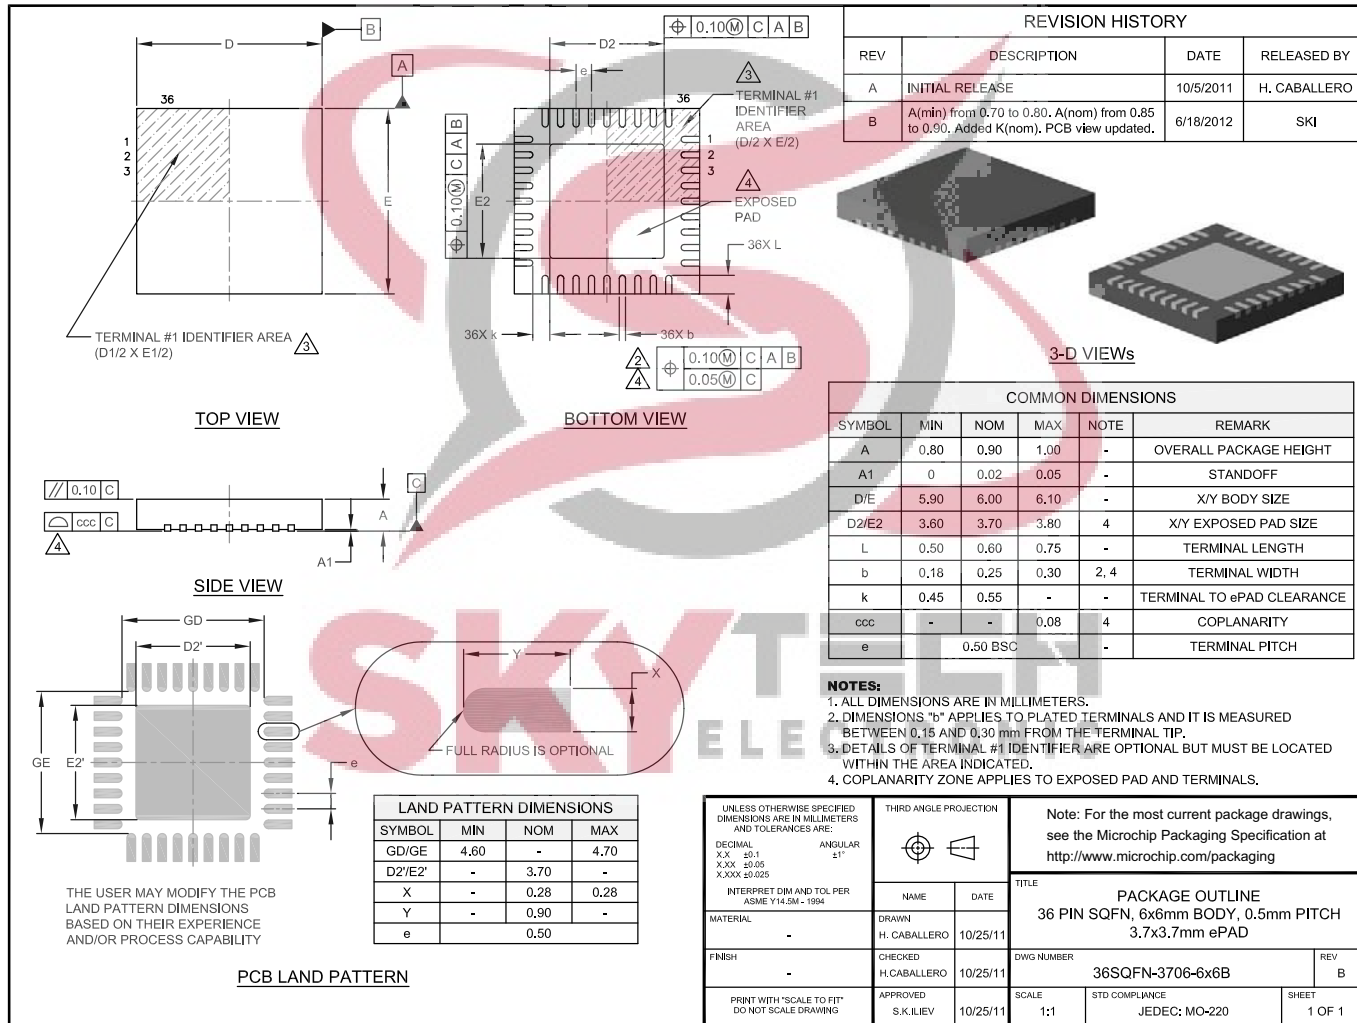 REVISION HISTORY
REV DESCRIPTION DATE RELEASED BY
A INITIAL RELEASE 10/5/2011 H. CABALLERO
B A(min) from 0.70 to 0.80. A(nom) from 0.85 to 0.90. Added K(nom). PCB view updated. 6/18/2012 SKI
D
B
A
36
1
2
3
E
TERMINAL #1 IDENTIFIER AREA
(D1/2 X E1/2)
3
TOP VIEW
0.10 Ⓜ C A B
D2
e
3
36
TERMINAL #1
IDENTIFIER
AREA
(D/2 X E/2)
1
2
3
0.10 Ⓜ C A B
E2
4
EXPOSED
PAD
36X L
36X k
36X b
2
4
0.10 Ⓜ C A B
0.05 Ⓜ C
BOTTOM VIEW
3-D VIEWs
// 0.10 C
ccc C
4
A
C
A1
SIDE VIEW
COMMON DIMENSIONS
SYMBOL MIN NOM MAX NOTE REMARK
A 0.80 0.90 1.00 - OVERALL PACKAGE HEIGHT
A1 0 0.02 0.05 - STANDOFF
D/E 5.90 6.00 6.10 - X/Y BODY SIZE
D2/E2 3.60 3.70 3.80 4 X/Y EXPOSED PAD SIZE
L 0.50 0.60 0.75 - TERMINAL LENGTH
b 0.18 0.25 0.30 2, 4 TERMINAL WIDTH
k 0.45 0.55 - - TERMINAL TO ePAD CLEARANCE
ccc - - 0.08 4 COPLANARITY
e 0.50 BSC - TERMINAL PITCH
SKYTECH
ELECTRONIC
NOTES:
1. ALL DIMENSIONS ARE IN MILLIMETERS.
2. DIMENSIONS "b" APPLIES TO PLATED TERMINALS AND IT IS MEASURED
BETWEEN 0.15 AND 0.30 mm FROM THE TERMINAL TIP.
3. DETAILS OF TERMINAL #1 IDENTIFIER ARE OPTIONAL BUT MUST BE LOCATED
WITHIN THE AREA INDICATED.
4. COPLANARITY ZONE APPLIES TO EXPOSED PAD AND TERMINALS.
GD
D2'
GE
E2'
e
Y
X
FULL RADIUS IS OPTIONAL
THE USER MAY MODIFY THE PCB
LAND PATTERN DIMENSIONS
BASED ON THEIR EXPERIENCE
AND/OR PROCESS CAPABILITY
PCB LAND PATTERN
LAND PATTERN DIMENSIONS
SYMBOL MIN NOM MAX
GD/GE 4.60 - 4.70
D2'/E2' - 3.70 -
X - 0.28 0.28
Y - 0.90 -
e 0.50
UNLESS OTHERWISE SPECIFIED
DIMENSIONS ARE IN MILLIMETERS
AND TOLERANCES ARE:
DECIMAL ANGULAR
X.X ±0.1 ±1°
X.XX ±0.05
X.XXX ±0.025
INTERPRET DIM AND TOL PER
ASME Y14.5M - 1994
MATERIAL
-
FINISH
-
PRINT WITH "SCALE TO FIT"
DO NOT SCALE DRAWING
THIRD ANGLE PROJECTION
NAME DATE
DRAWN
H. CABALLERO 10/25/11
CHECKED
H.CABALLERO 10/25/11
APPROVED
S.K.ILIEV 10/25/11
Note: For the most current package drawings,
see the Microchip Packaging Specification at
http://www.microchip.com/packaging
TITLE
PACKAGE OUTLINE
36 PIN SQFN, 6x6mm BODY, 0.5mm PITCH
3.7x3.7mm ePAD
DWG NUMBER
36SQFN-3706-6x6B
REV
B
SCALE
1:1
STD COMPLIANCE
JEDEC: MO-220
SHEET
1 OF 1